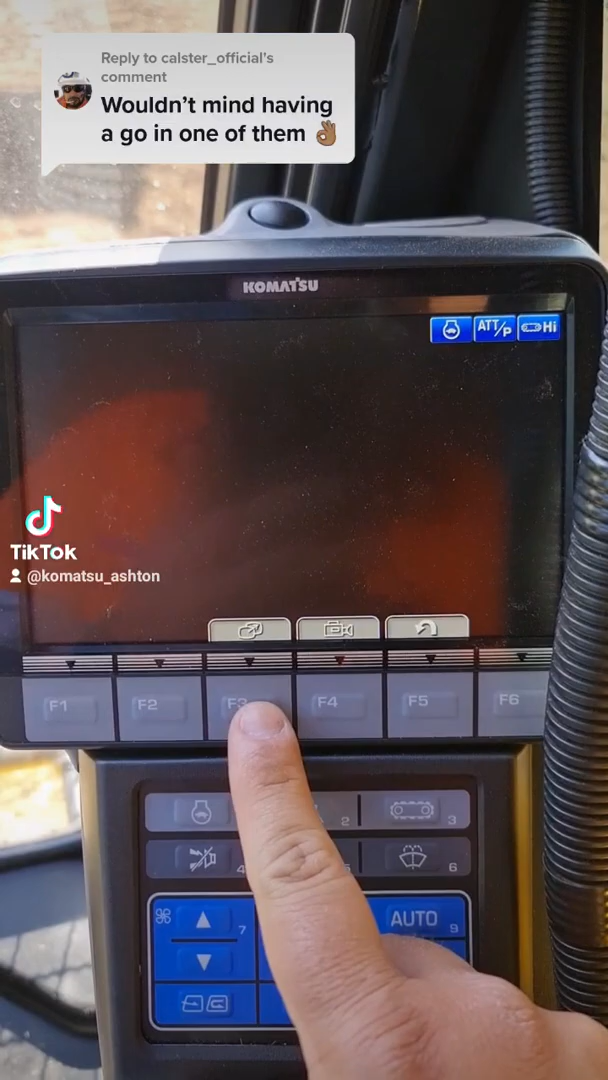 Reply to calster_official's
comment
Wouldn't mind having
a go in one of them 👌🏾
KOMATSU
ATT/P
Hi
TikTok
@komatsu_ashton
F1
F2
F3
F4
F5
F6
2
3
4
6
7
AUTO
9